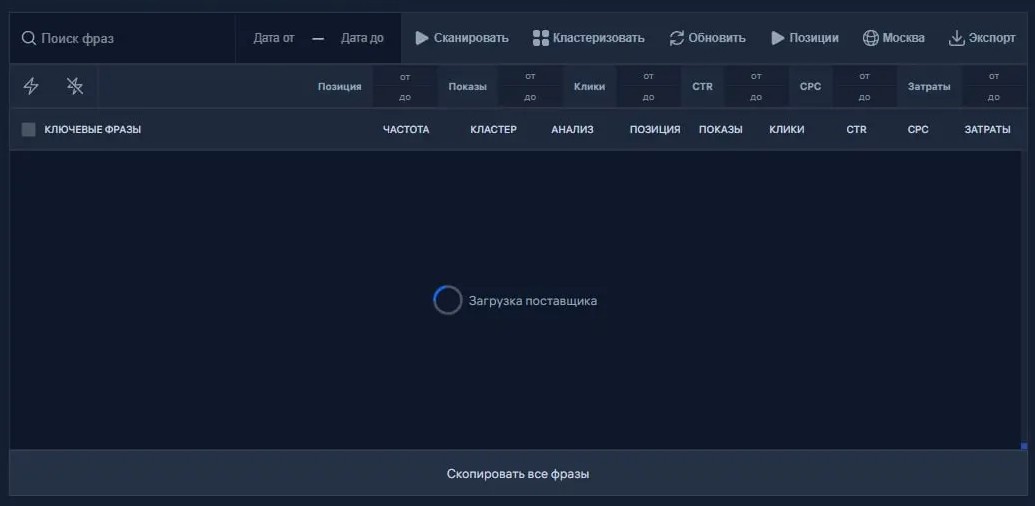 Поиск фраз Дата от — Дата до Сканировать Кластеризовать Обновить Позиции Москва Экспорт
Позиция от до Показы от до Клики от до CTR от до CPC от до Затраты от до
КЛЮЧЕВЫЕ ФРАЗЫ ЧАСТОТА КЛАСТЕР АНАЛИЗ ПОЗИЦИЯ ПОКАЗЫ КЛИКИ CTR CPC ЗАТРАТЫ
Загрузка поставщика
Скопировать все фразы